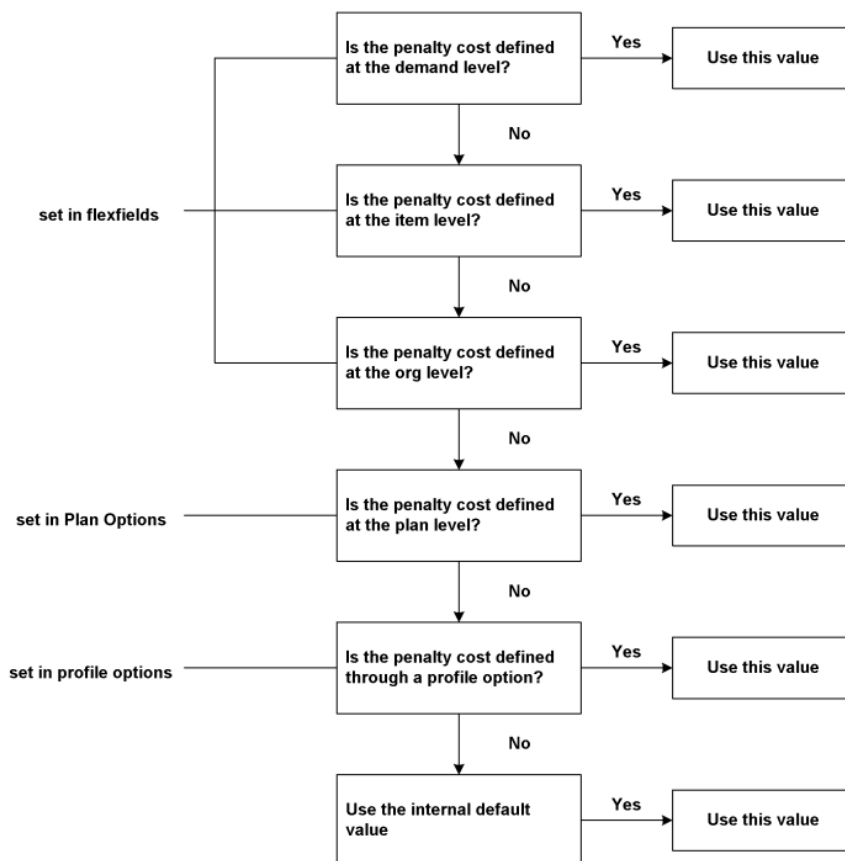 Is the penalty cost defined
at the demand level?
Yes
Use this value
No
set in flexfields
Is the penalty cost defined
at the item level?
Yes
Use this value
No
Is the penalty cost defined
at the org level?
Yes
Use this value
No
set in Plan Options
Is the penalty cost defined
at the plan level?
Yes
Use this value
No
set in profile options
Is the penalty cost defined
through a profile option?
Yes
Use this value
No
Use the internal default
value
Yes
Use this value